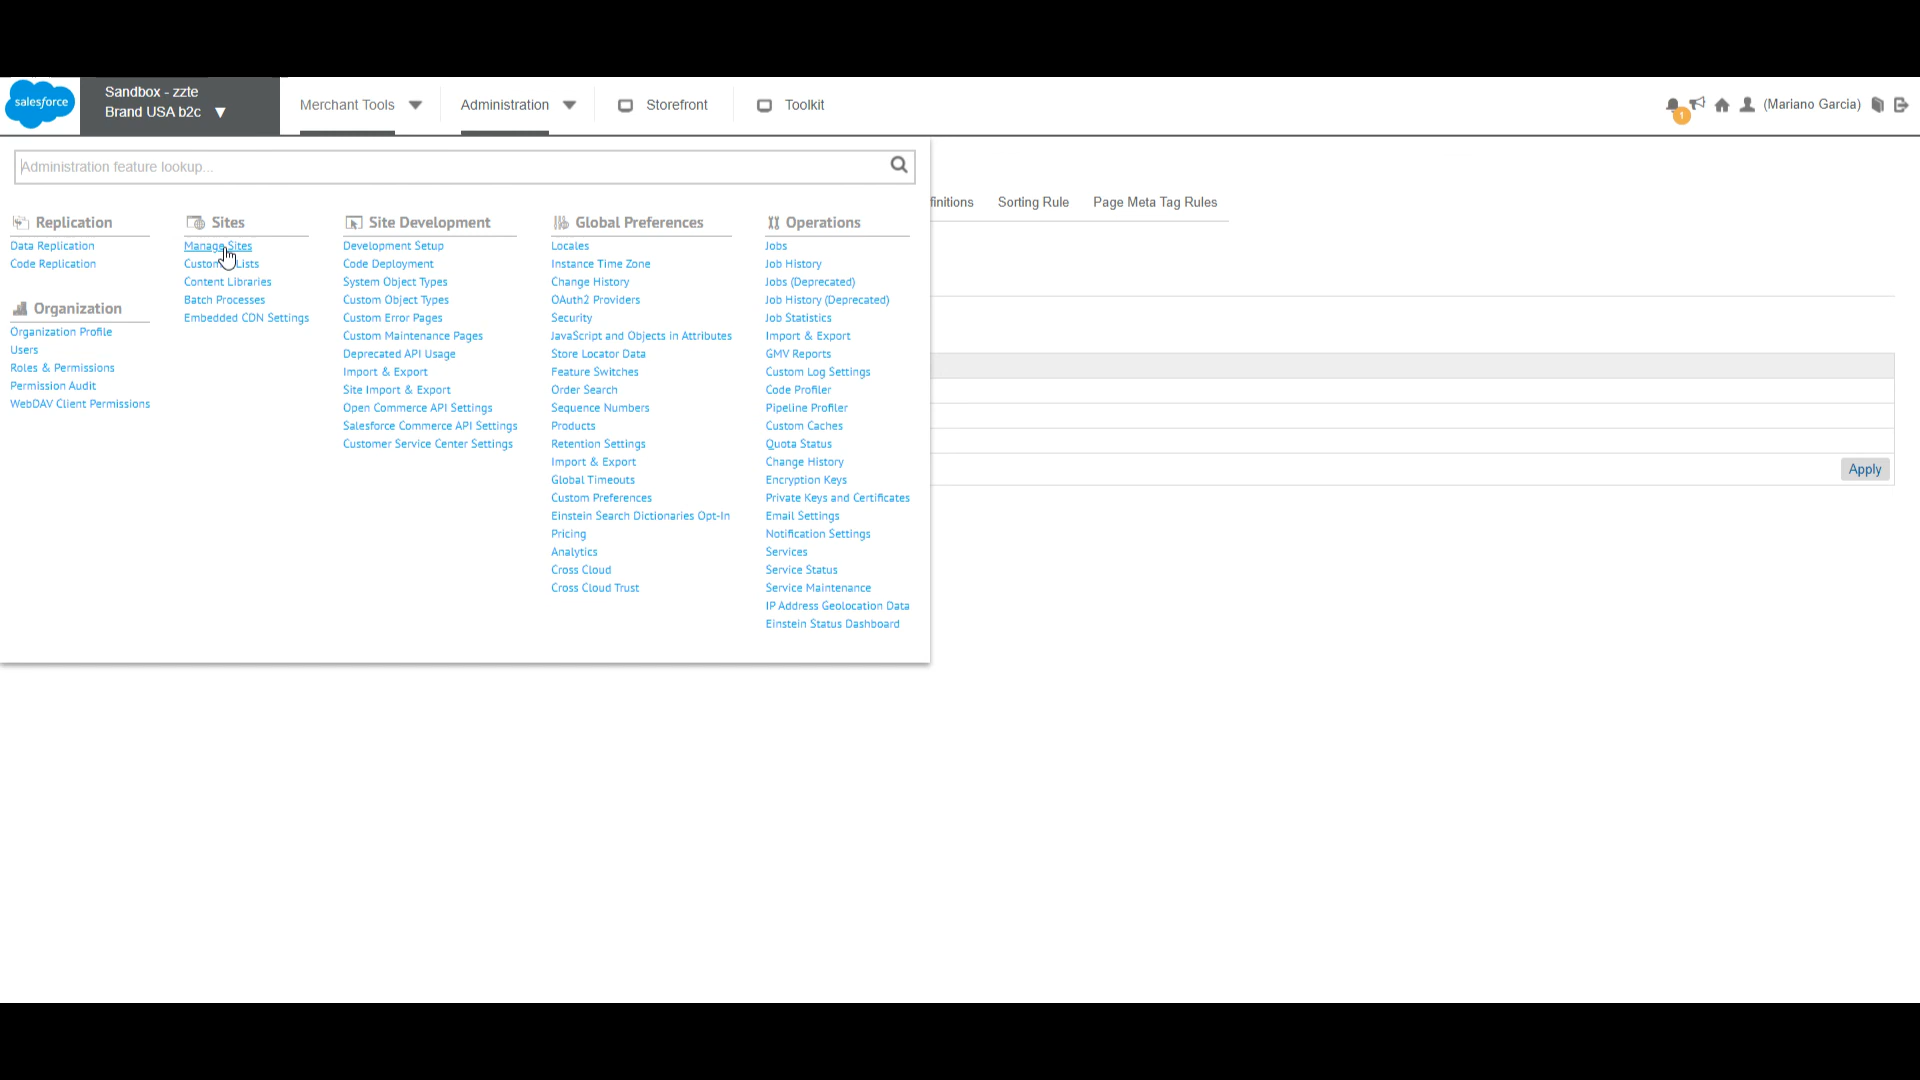 salesforce
Sandbox - zzte
Brand USA b2c
Merchant Tools
Administration
Storefront
Toolkit
1
(Mariano Garcia)
Administration feature lookup...
finitions
Sorting Rule
Page Meta Tag Rules
Replication
Data Replication
Code Replication
Organization
Organization Profile
Users
Roles & Permissions
Permission Audit
WebDAV Client Permissions
Sites
Manage Sites
Lists
Content Libraries
Batch Processes
Embedded CDN Settings
Site Development
Development Setup
Code Deployment
System Object Types
Custom Object Types
Custom Error Pages
Custom Maintenance Pages
Deprecated API Usage
Import & Export
Site Import & Export
Open Commerce API Settings
Salesforce Commerce API Settings
Customer Service Center Settings
Global Preferences
Locales
Instance Time Zone
Change History
OAuth2 Providers
Security
JavaScript and Objects in Attributes
Store Locator Data
Feature Switches
Order Search
Sequence Numbers
Products
Retention Settings
Import & Export
Global Timeouts
Custom Preferences
Einstein Search Dictionaries Opt-In
Pricing
Analytics
Cross Cloud
Cross Cloud Trust
Operations
Jobs
Job History
Jobs (Deprecated)
Job History (Deprecated)
Job Statistics
Import & Export
GMV Reports
Custom Log Settings
Code Profiler
Pipeline Profiler
Custom Caches
Quota Status
Change History
Encryption Keys
Private Keys and Certificates
Email Settings
Notification Settings
Services
Service Status
Service Maintenance
IP Address Geolocation Data
Einstein Status Dashboard
Apply